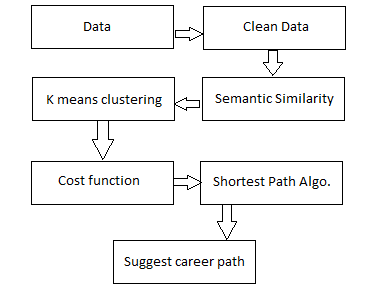 Data
Clean Data
Semantic Similarity
K means clustering
Cost function
Shortest Path Algo.
Suggest career path